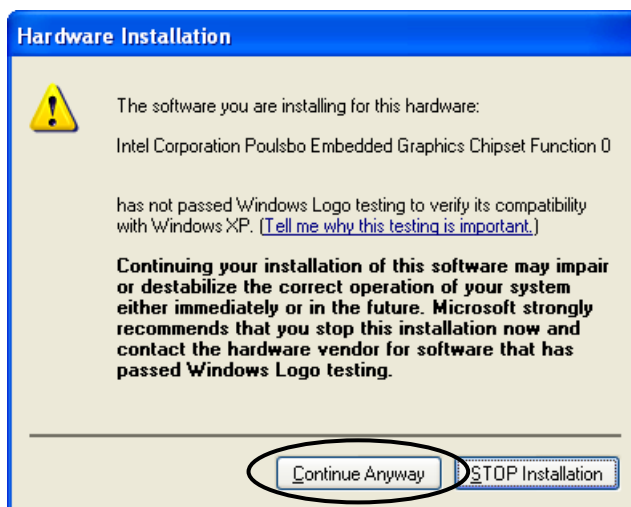 Hardware Installation
The software you are installing for this hardware:
Intel Corporation Poulsbo Embedded Graphics Chipset Function 0
has not passed Windows Logo testing to verify its compatibility
with Windows XP. (Tell me why this testing is important.)
Continuing your installation of this software may impair
or destabilize the correct operation of your system
either immediately or in the future. Microsoft strongly
recommends that you stop this installation now and
contact the hardware vendor for software that has
passed Windows Logo testing.
Continue Anyway STOP Installation